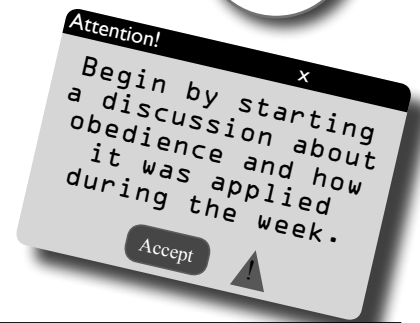 Attention!
x
Begin by starting
a discussion about
obedience and how
it was applied
during the week.
Accept
!